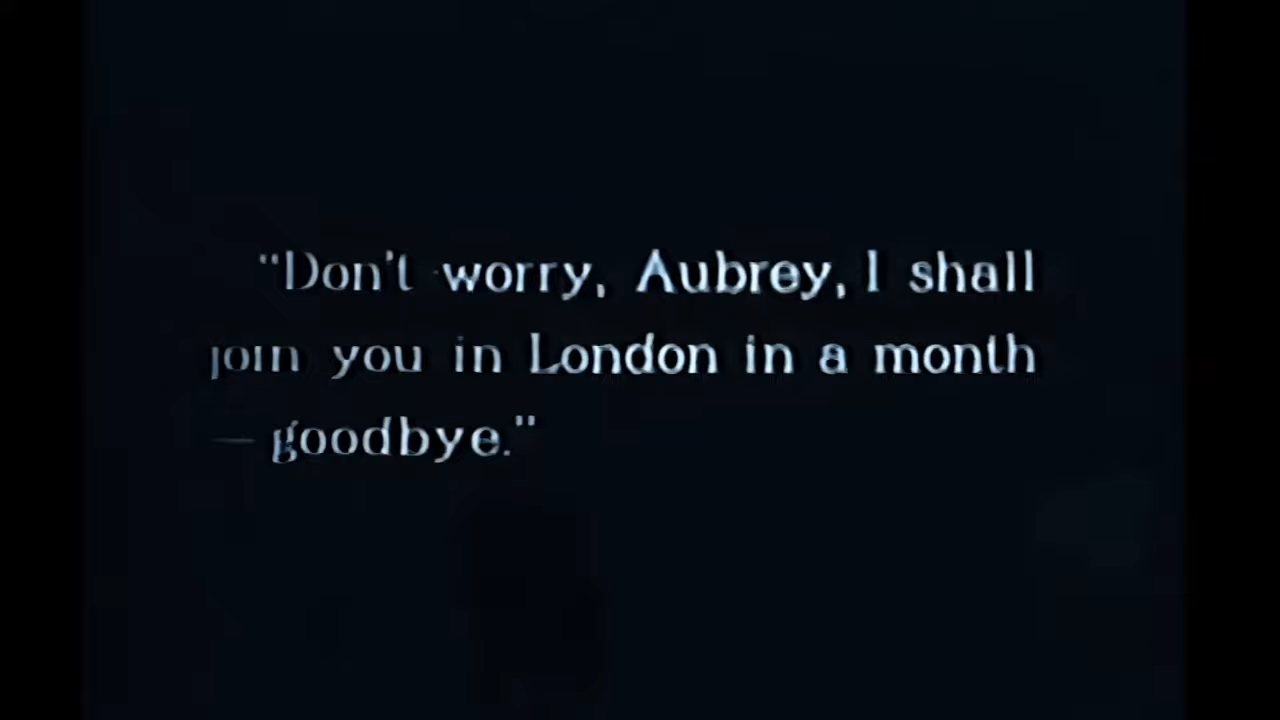 "Don't worry, Aubrey, I shall
join you in London in a month
— goodbye."